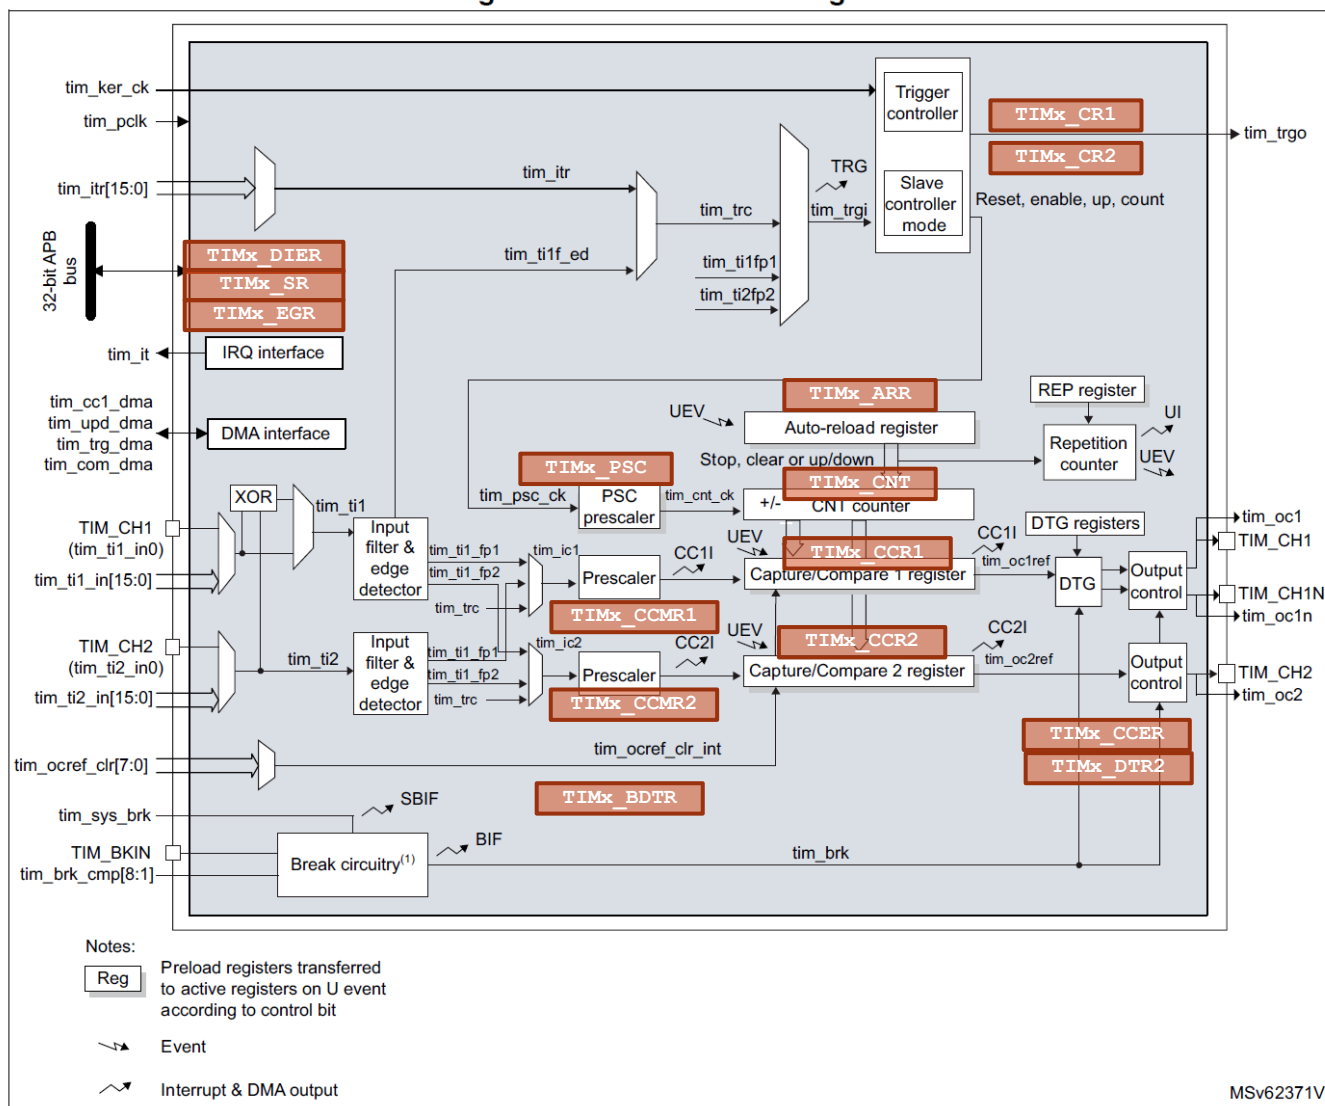 tim_ker_ck
tim_pclk
tim_itr[15:0]
32-bit APB
bus
TIMx_DIER
TIMx_SR
TIMx_EGR
tim_it
IRQ interface
tim_cc1_dma
tim_upd_dma
tim_trg_dma
tim_com_dma
DMA interface
Trigger
controller
TIMx_CR1
TIMx_CR2
tim_trgo
tim_itr
TRG
tim_trc
tim_trgi
Slave
controller
mode
Reset, enable, up, count
tim_ti1f_ed
tim_ti1fp1
tim_ti2fp2
TIMx_ARR
UEV
Auto-reload register
REP register
UI
Repetition
counter
UEV
Stop, clear or up/down
TIMx_PSC
TIMx_CNT
tim_psc_ck
PSC
prescaler
tim_cnt_ck
+/-
CNT counter
XOR
tim_ti1
TIM_CH1
(tim_ti1_in0)
tim_ti1_in[15:0]
Input
filter &
edge
detector
tim_ti1_fp1
tim_ti1_fp2
tim_trc
tim_ic1
Prescaler
CC1I
UEV
TIMx_CCR1
Capture/Compare 1 register
CC1I
tim_oc1ref
DTG registers
DTG
Output
control
tim_oc1
TIM_CH1
TIM_CH1N
tim_oc1n
TIMx_CCMR1
TIM_CH2
(tim_ti2_in0)
tim_ti2_in[15:0]
tim_ti2
Input
filter &
edge
detector
tim_ti1_fp1
tim_ti1_fp2
tim_trc
tim_ic2
Prescaler
CC2I
UEV
TIMx_CCR2
Capture/Compare 2 register
CC2I
tim_oc2ref
Output
control
TIM_CH2
tim_oc2
TIMx_CCMR2
TIMx_CCER
TIMx_DTR2
tim_ocref_clr[7:0]
tim_ocref_clr_int
TIMx_BDTR
tim_sys_brk
SBIF
TIM_BKIN
tim_brk_cmp[8:1]
Break circuitry(1)
BIF
tim_brk
Notes:
Reg
Preload registers transferred
to active registers on U event
according to control bit
Event
Interrupt & DMA output
MSv62371V